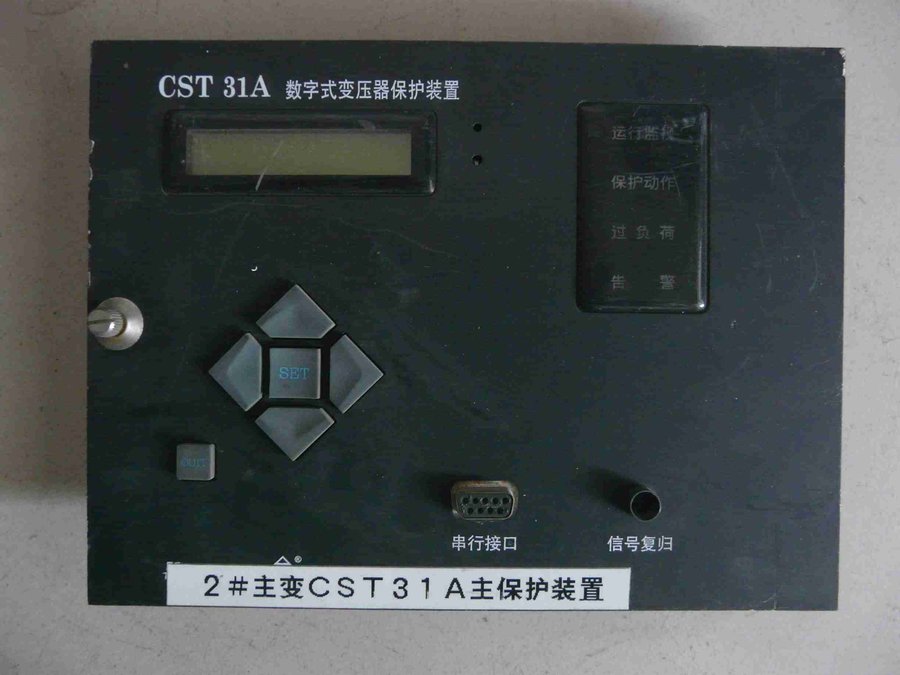 CST 31A 数字式变压器保护装置
运行监视
保护动作
过负荷
告警
SET
QUIT
串行接口
信号复归
®
2#主变CST31A主保护装置